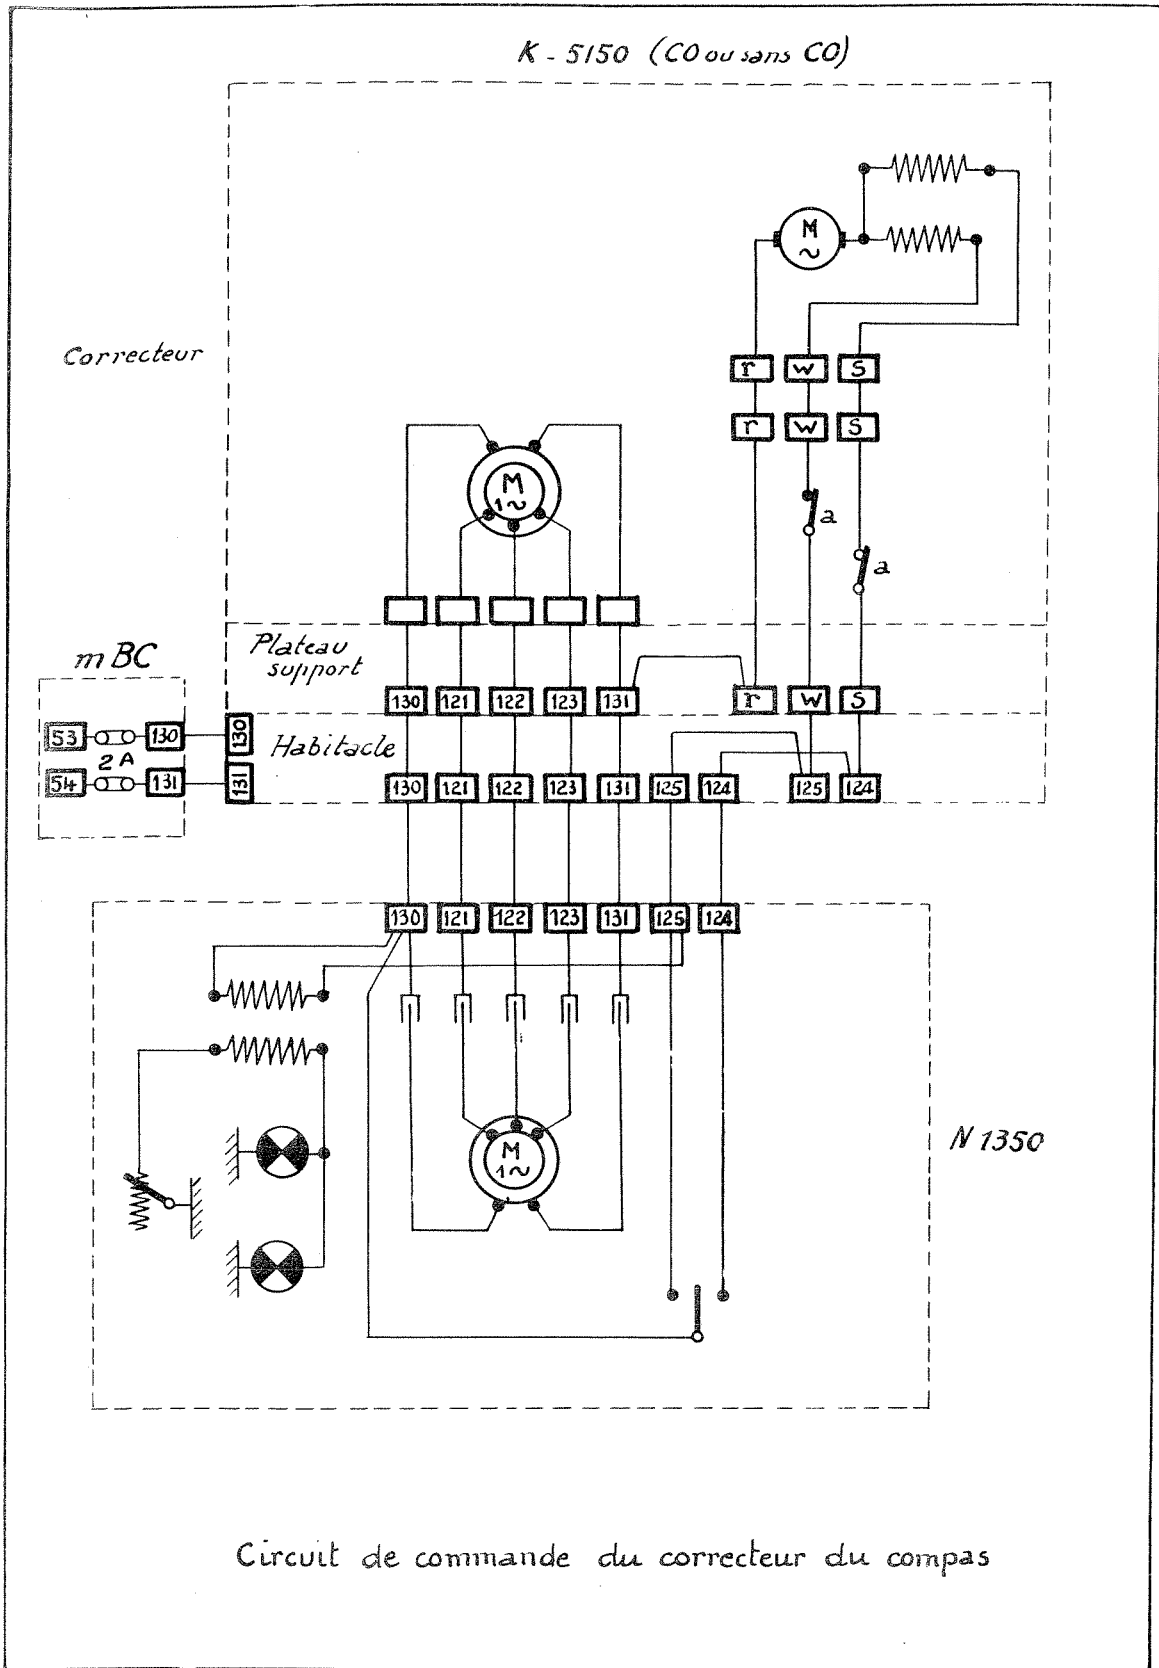 K - 5150 (CO ou sans CO)
M
~
Correcteur
r w s
r w s
M
1~
a
a
Plateau
support
m BC
130 121 122 123 131 r w s
53 130 130
2A
54 131 131
Habitacle
130 121 122 123 131 125 124 125 124
130 121 122 123 131 125 124
M
1~
N 1350
Circuit de commande du correcteur du compas